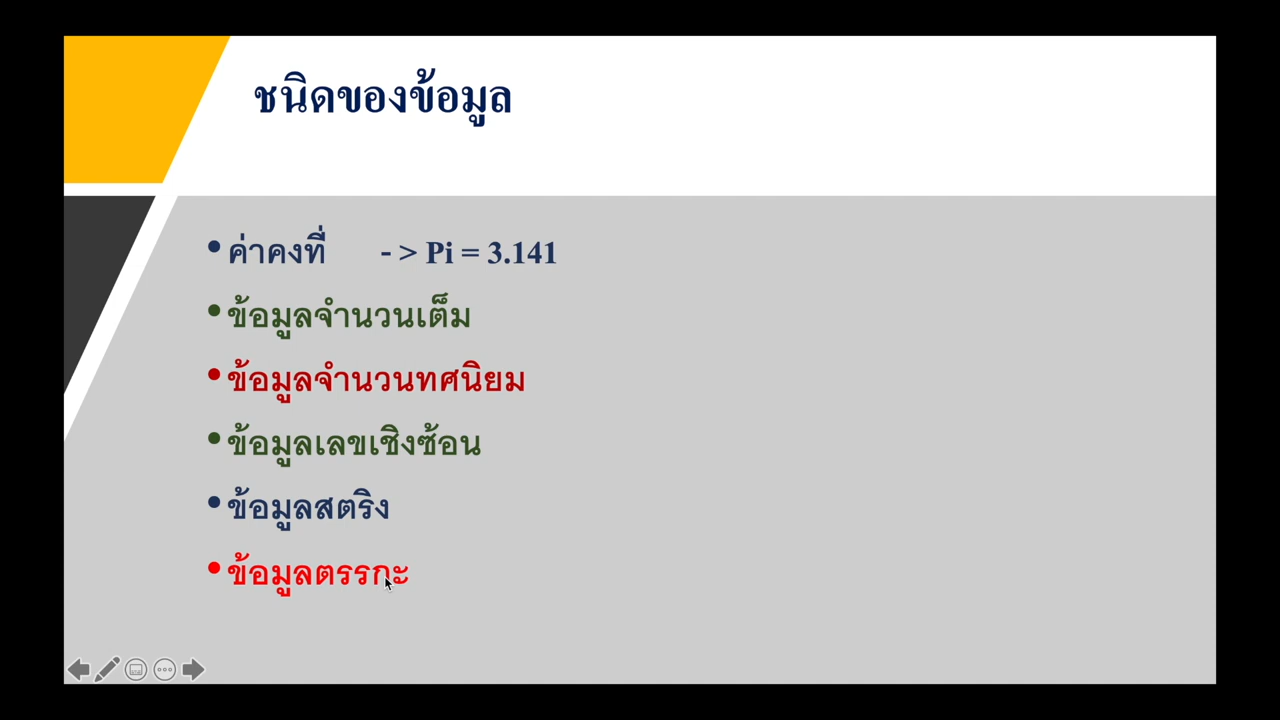 ชนิดของข้อมูล
•ค่าคงที่ - > Pi = 3.141
•ข้อมูลจำนวนเต็ม
•ข้อมูลจำนวนทศนิยม
•ข้อมูลเลขเชิงซ้อน
•ข้อมูลสตริง
•ข้อมูลตรรกะ